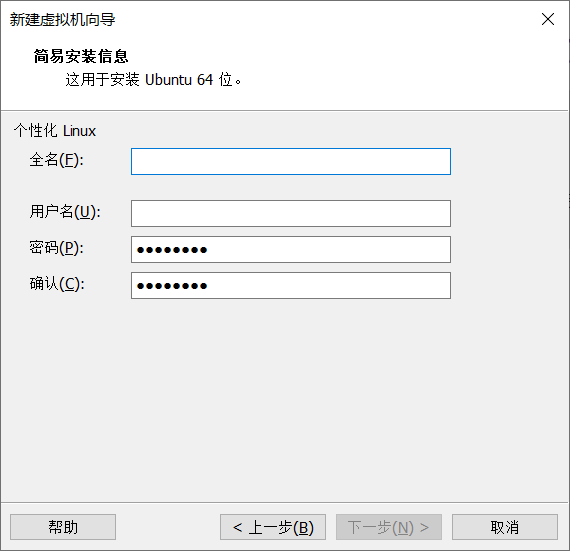 新建虚拟机向导
简易安装信息
这用于安装 Ubuntu 64 位。
个性化 Linux
全名(F):
用户名(U):
密码(P): ●●●●●●●●
确认(C): ●●●●●●●●
帮助 < 上一步(B) 下一步(N) > 取消